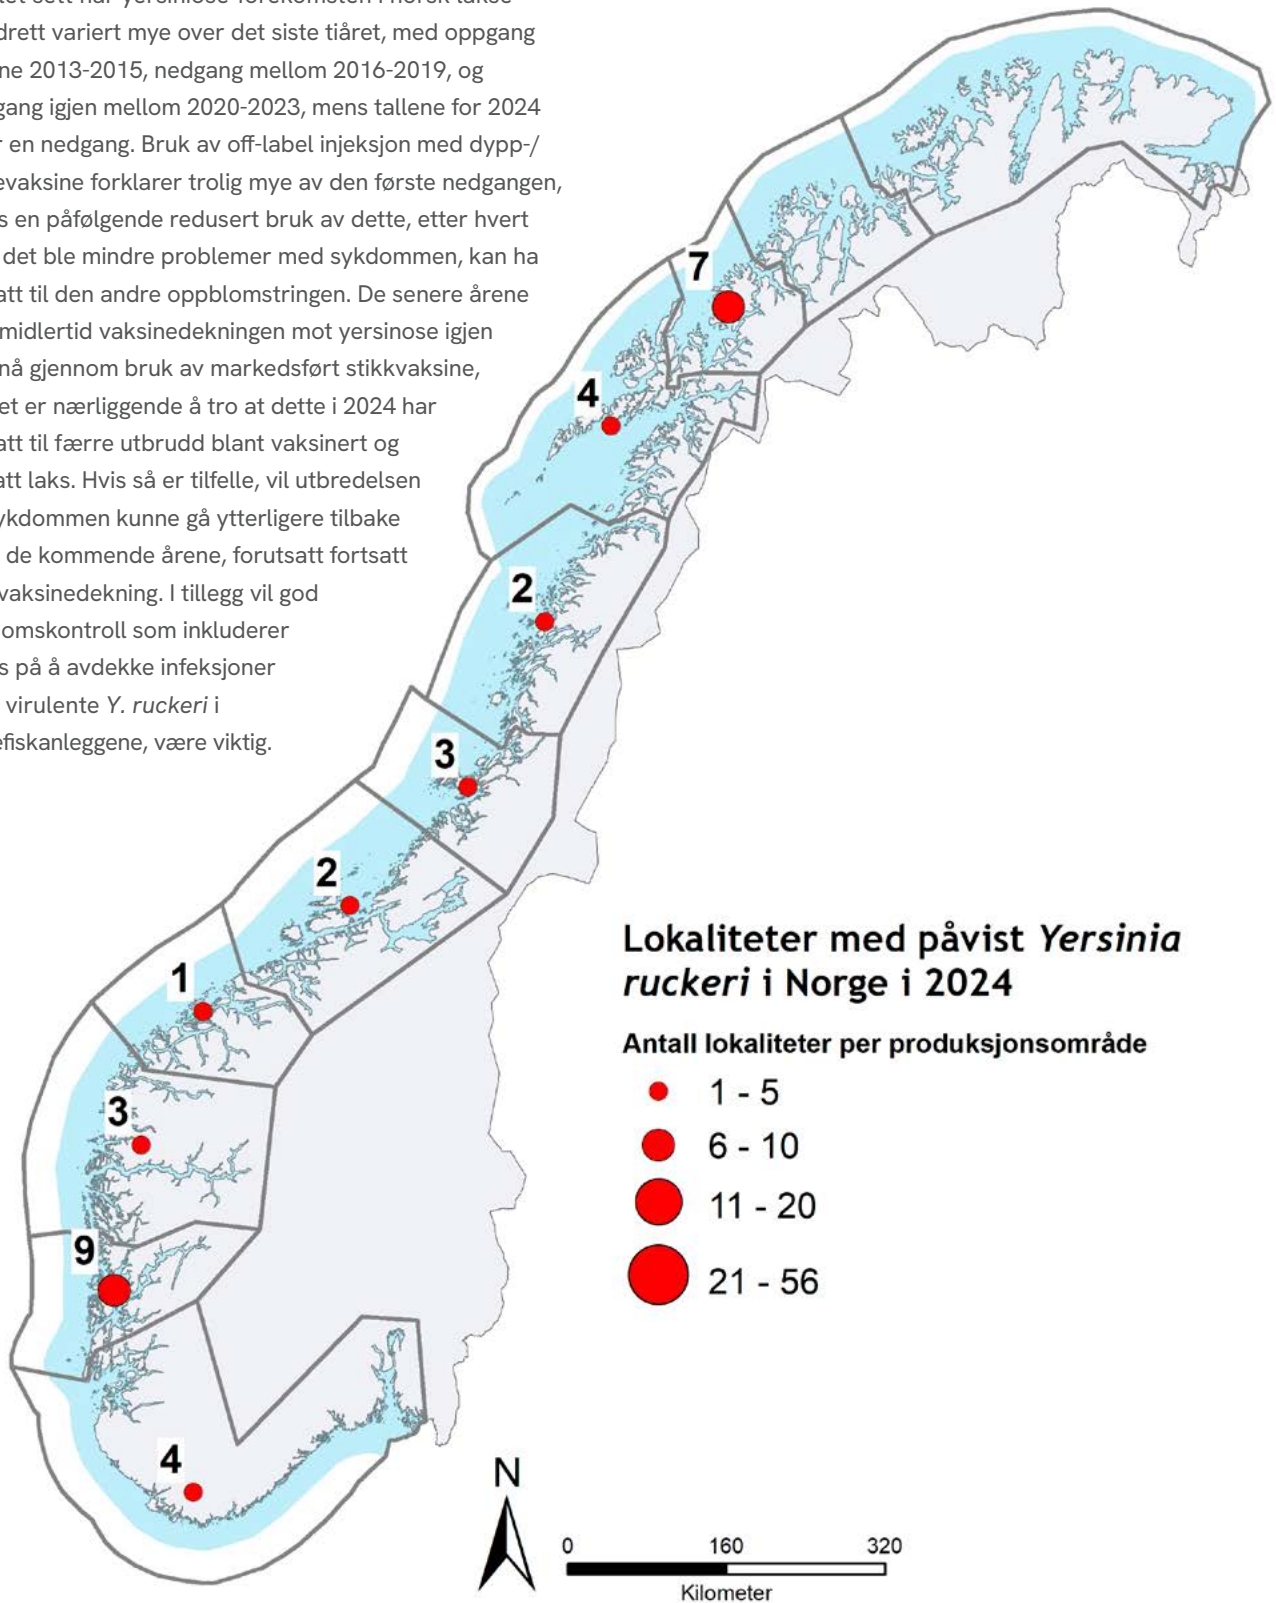 drett variert mye over det siste tiåret, med oppgang
ne 2013-2015, nedgang mellom 2016-2019, og
gang igjen mellom 2020-2023, mens tallene for 2024
r en nedgang. Bruk av off-label injeksjon med dypp-/
evaksine forklarer trolig mye av den første nedgangen,
s en påfølgende redusert bruk av dette, etter hvert
det ble mindre problemer med sykdommen, kan ha
att til den andre oppblomstringen. De senere årene
midlertid vaksinedekningen mot yersinose igjen
nå gjennom bruk av markedsført stikkvaksine,
et er nærliggende å tro at dette i 2024 har
att til færre utbrudd blant vaksinert og
att laks. Hvis så er tilfelle, vil utbredelsen
ykdommen kunne gå ytterligere tilbake
de kommende årene, forutsatt fortsatt
vaksinedekning. I tillegg vil god
omskontroll som inkluderer
s på å avdekke infeksjoner
virulente Y. ruckeri i
efiskanleggene, være viktig.
7
4
2
3
2
1
3
9
4
Lokaliteter med påvist Yersinia
ruckeri i Norge i 2024
Antall lokaliteter per produksjonsområde
1 - 5
6 - 10
11 - 20
21 - 56
N
0 160 320
Kilometer